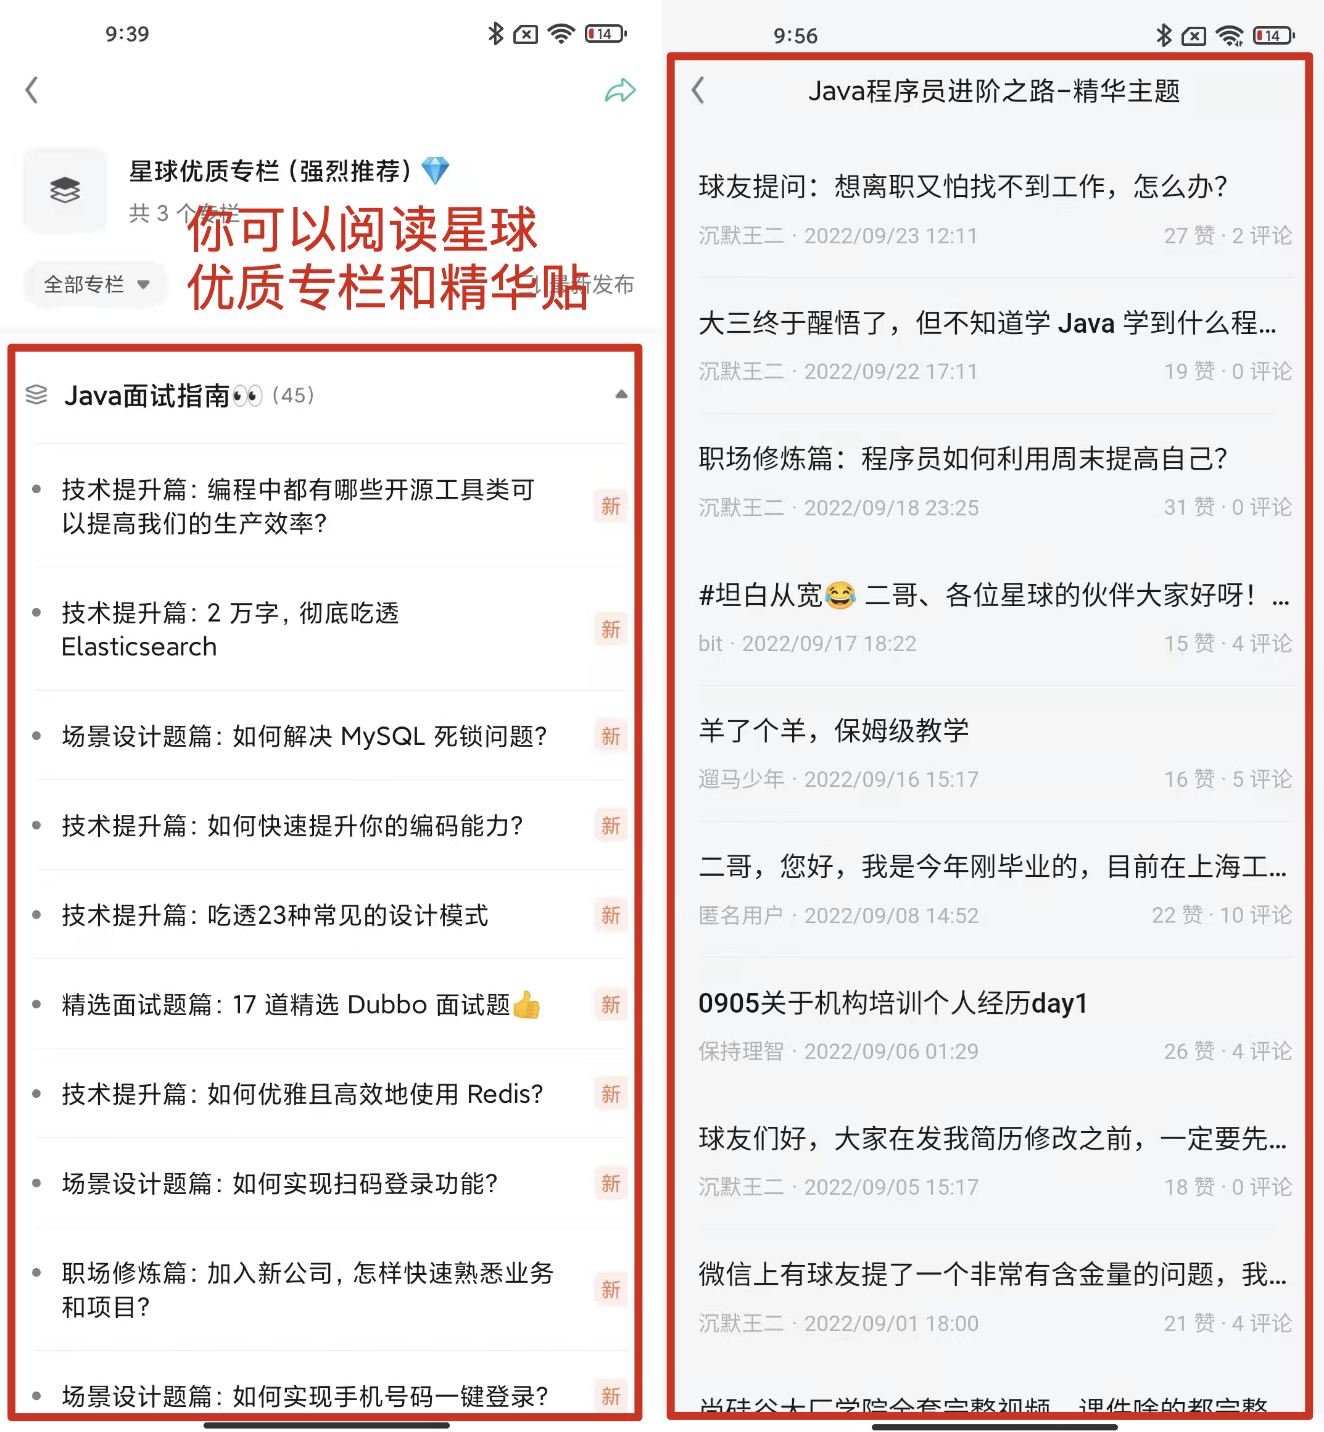 9:39
14
星球优质专栏（强烈推荐）
共 3 个专栏
你可以阅读星球
优质专栏和精华贴
全部专栏
最新发布
Java面试指南 (45)
技术提升篇：编程中都有哪些开源工具类可
以提高我们的生产效率？
新
技术提升篇：2 万字，彻底吃透
Elasticsearch
新
场景设计题篇：如何解决 MySQL 死锁问题？
新
技术提升篇：如何快速提升你的编码能力？
新
技术提升篇：吃透23种常见的设计模式
新
精选面试题篇：17 道精选 Dubbo 面试题👍
新
技术提升篇：如何优雅且高效地使用 Redis？
新
场景设计题篇：如何实现扫码登录功能？
新
职场修炼篇：加入新公司，怎样快速熟悉业务
和项目？
新
场景设计题篇：如何实现手机号码一键登录？
新
9:56
14
Java程序员进阶之路-精华主题
球友提问：想离职又怕找不到工作，怎么办？
沉默王二 · 2022/09/23 12:11
27 赞 · 2 评论
大三终于醒悟了，但不知道学 Java 学到什么程...
沉默王二 · 2022/09/22 17:11
19 赞 · 0 评论
职场修炼篇：程序员如何利用周末提高自己？
沉默王二 · 2022/09/18 23:25
31 赞 · 0 评论
#坦白从宽😂 二哥、各位星球的伙伴大家好呀！...
bit · 2022/09/17 18:22
15 赞 · 4 评论
羊了个羊，保姆级教学
遛马少年 · 2022/09/16 15:17
16 赞 · 5 评论
二哥，您好，我是今年刚毕业的，目前在上海工...
匿名用户 · 2022/09/08 14:52
22 赞 · 10 评论
0905关于机构培训个人经历day1
保持理智 · 2022/09/06 01:29
26 赞 · 4 评论
球友们好，大家在发我简历修改之前，一定要先...
沉默王二 · 2022/09/05 15:17
18 赞 · 0 评论
微信上有球友提了一个非常有含金量的问题，我...
沉默王二 · 2022/09/01 18:00
21 赞 · 4 评论
尚硅谷大厂学院全套完整视频，课件啥的都完整